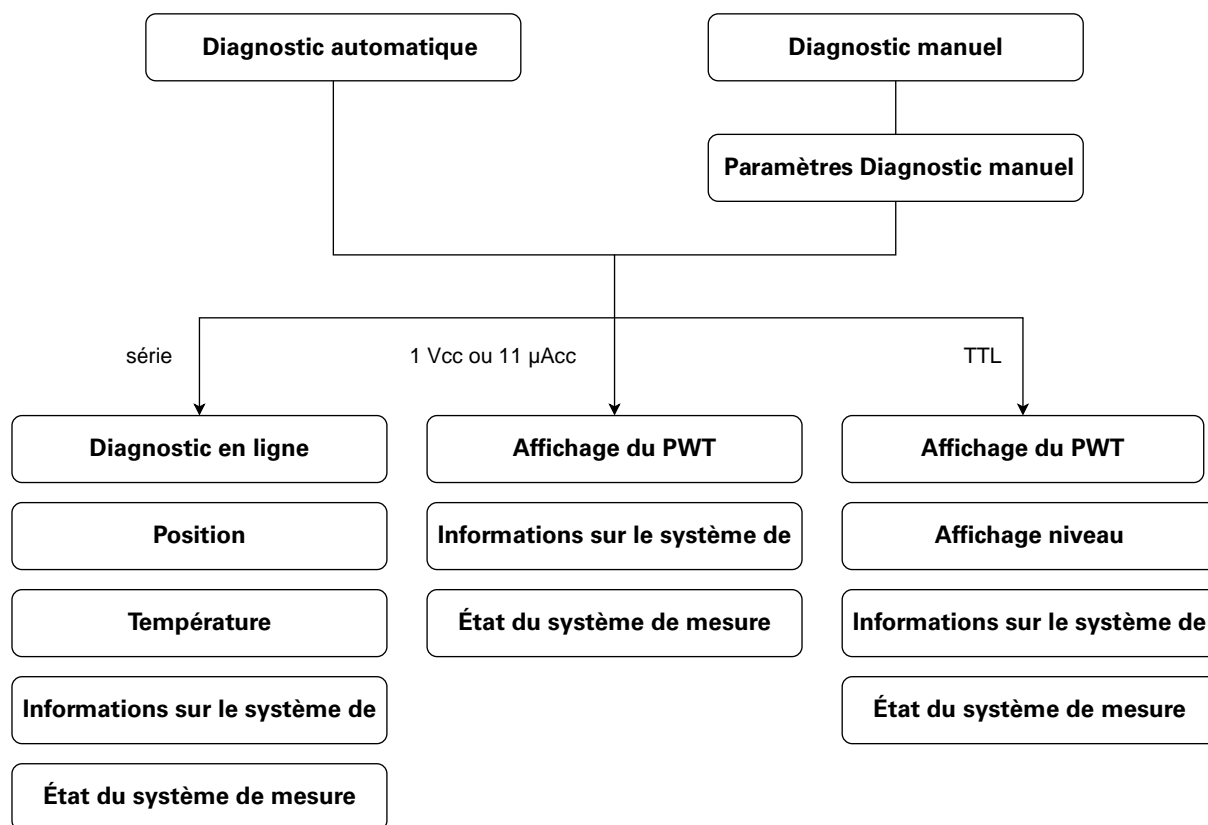 Diagnostic automatique
Diagnostic manuel
Paramètres Diagnostic manuel
série
1 Vcc ou 11 µAcc
TTL
Diagnostic en ligne
Affichage du PWT
Affichage du PWT
Position
Informations sur le système de
Affichage niveau
Température
État du système de mesure
Informations sur le système de
Informations sur le système de
État du système de mesure
État du système de mesure